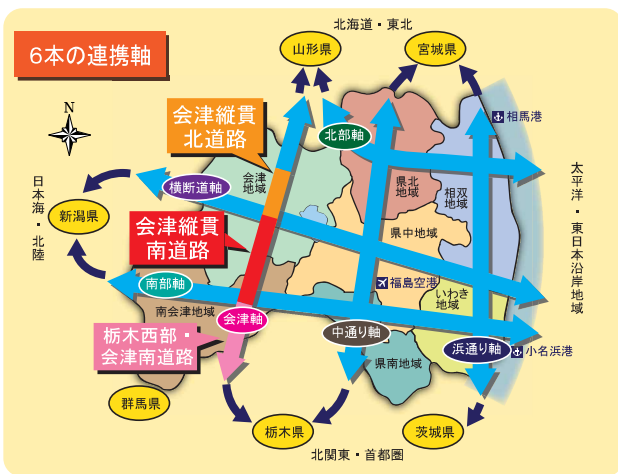 6本の連携軸
北海道・東北
山形県
宮城県
N
会津縦貫
北道路
北部軸
相馬港
会津
地域
横断道軸
県北
地域
相双
地域
日本海・北陸
新潟県
会津縦貫
南道路
県中地域
太平洋・東日本沿岸地域
南部軸
福島空港
いわき
地域
南会津地域
会津軸
中通り軸
浜通り軸
小名浜港
栃木西部・
会津南道路
県南地域
群馬県
栃木県
茨城県
北関東・首都圏